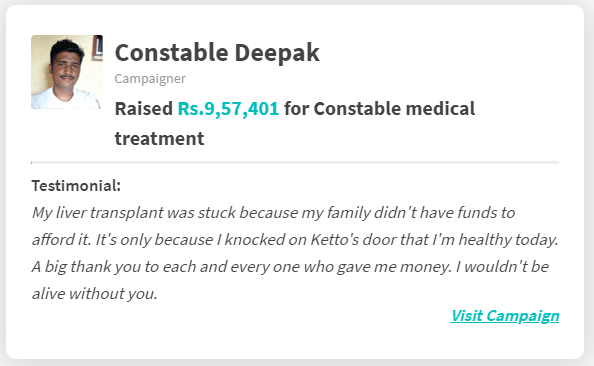 Constable Deepak
Campaigner
Raised Rs.9,57,401 for Constable medical
treatment
Testimonial:
My liver transplant was stuck because my family didn't have funds to
afford it. It's only because I knocked on Ketto's door that I'm healthy today.
A big thank you to each and every one who gave me money. I wouldn't be
alive without you.
Visit Campaign